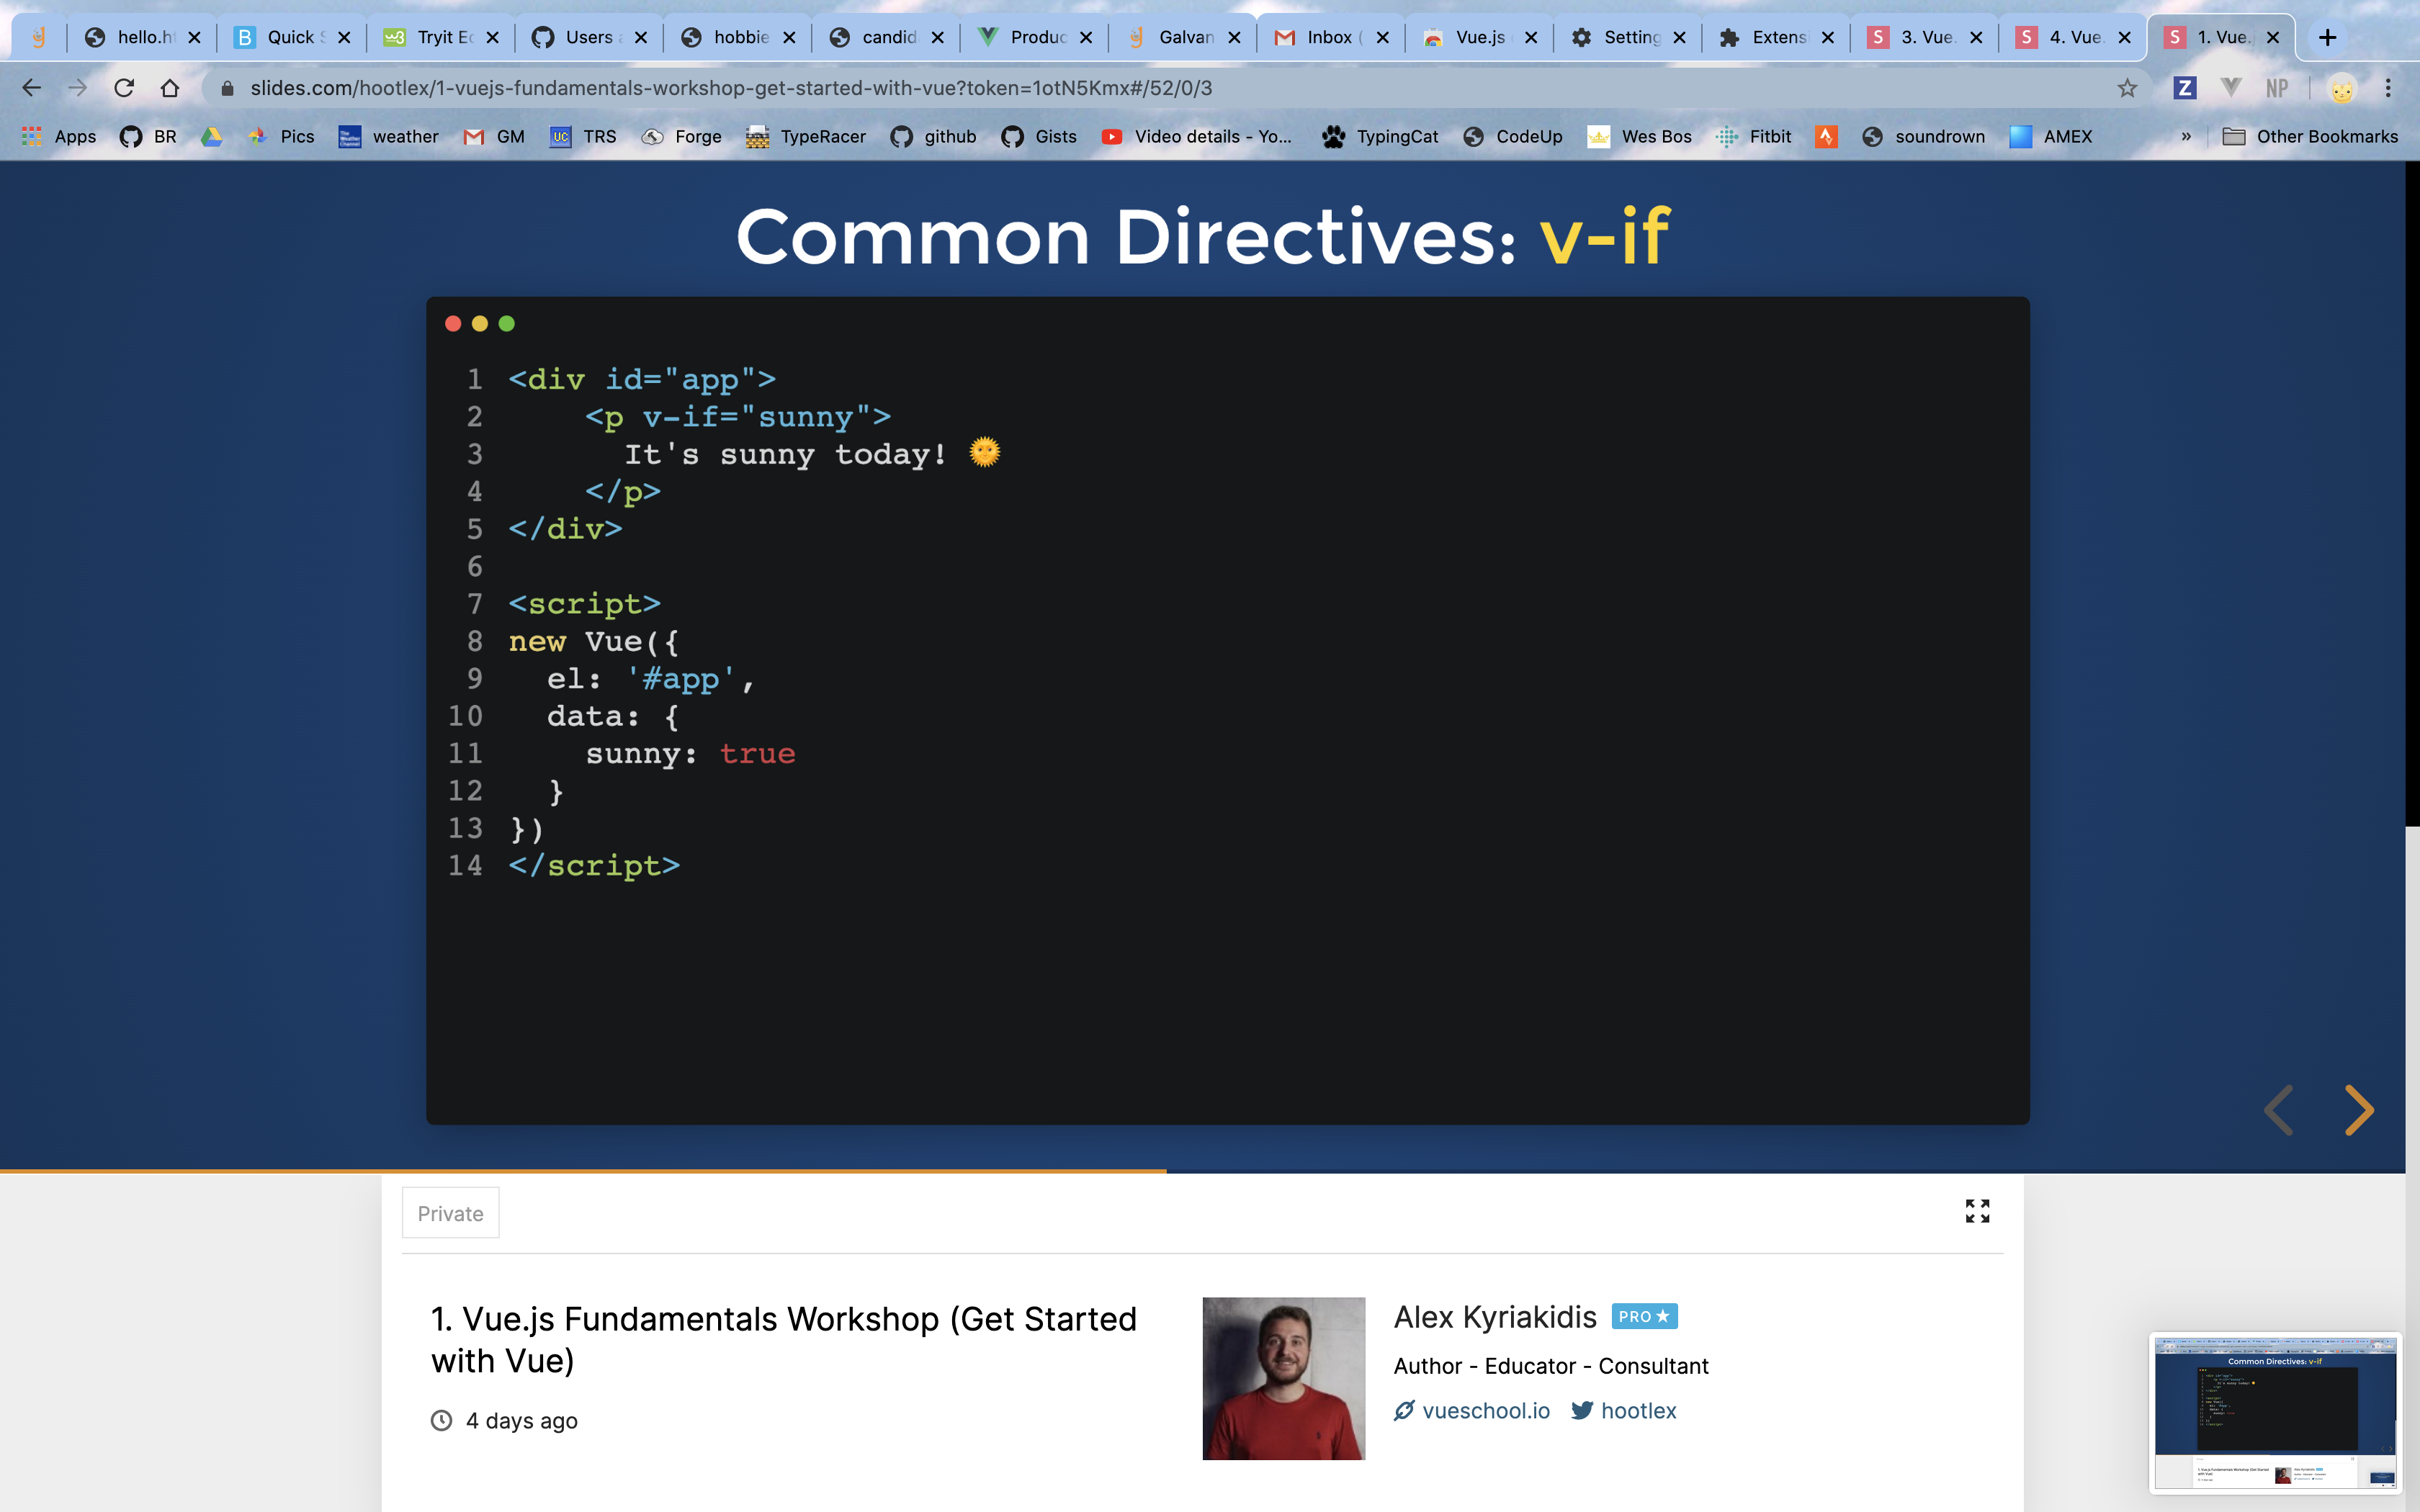 hello.h
Quick S
Tryit Ec
Users a
hobbie
candid
Produc
Galvan
Inbox (
Vue.js
Setting
Extens
3. Vue.
4. Vue.
1. Vue.
slides.com/hootlex/1-vuejs-fundamentals-workshop-get-started-with-vue?token=1otN5Kmx#/52/0/3
NP
Apps BR Pics weather GM TRS Forge TypeRacer github Gists Video details - Yo... TypingCat CodeUp Wes Bos Fitbit soundrown AMEX » Other Bookmarks
Common Directives: v-if
1 <div id="app">
2 <p v-if="sunny">
3 It's sunny today! 🌞
4 </p>
5 </div>
6
7 <script>
8 new Vue({
9 el: '#app',
10 data: {
11 sunny: true
12 }
13 })
14 </script>
Private
1. Vue.js Fundamentals Workshop (Get Started
with Vue)
4 days ago
Alex Kyriakidis PRO ★
Author - Educator - Consultant
vueschool.io hootlex
Common Directives: v-if